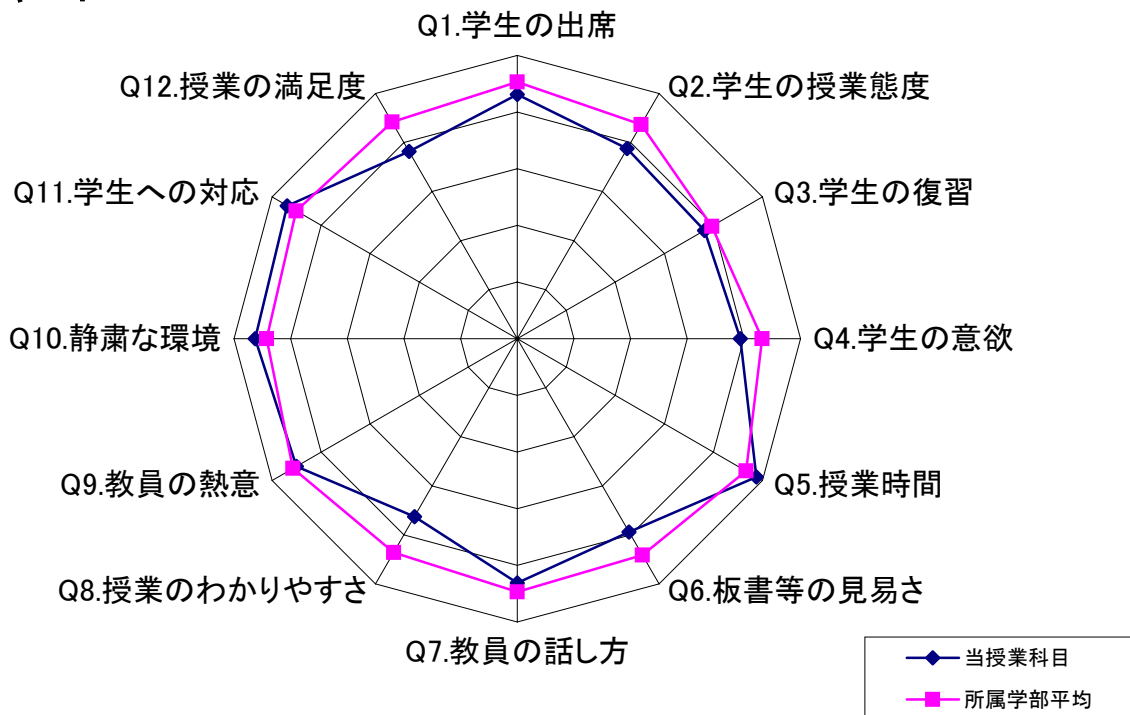 Q1.学生の出席
Q2.学生の授業態度
Q3.学生の復習
Q4.学生の意欲
Q5.授業時間
Q6.板書等の見易さ
Q7.教員の話し方
Q8.授業のわかりやすさ
Q9.教員の熱意
Q10.静粛な環境
Q11.学生への対応
Q12.授業の満足度
当授業科目
所属学部平均